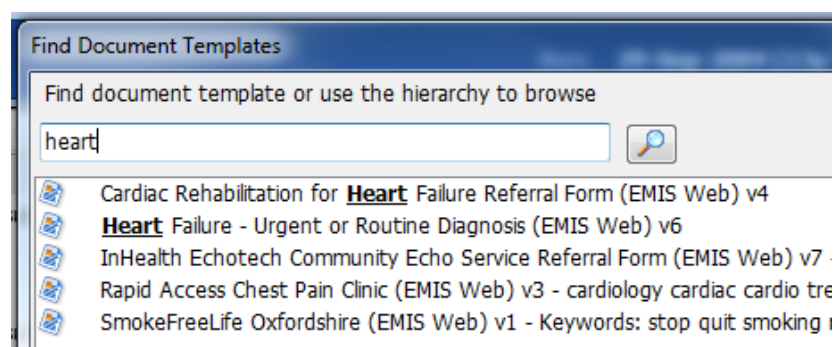 Find Document Templates
Find document template or use the hierarchy to browse
heart
Cardiac Rehabilitation for Heart Failure Referral Form (EMIS Web) v4
Heart Failure - Urgent or Routine Diagnosis (EMIS Web) v6
InHealth Echotech Community Echo Service Referral Form (EMIS Web) v7 -
Rapid Access Chest Pain Clinic (EMIS Web) v3 - cardiology cardiac cardio tre
SmokeFreeLife Oxfordshire (EMIS Web) v1 - Keywords: stop quit smoking